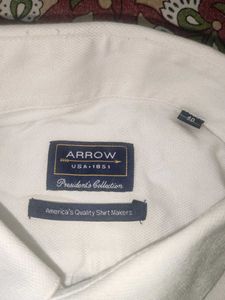 ARROW
USA • 1851
President's Collection
America's Quality Shirt Makers
40